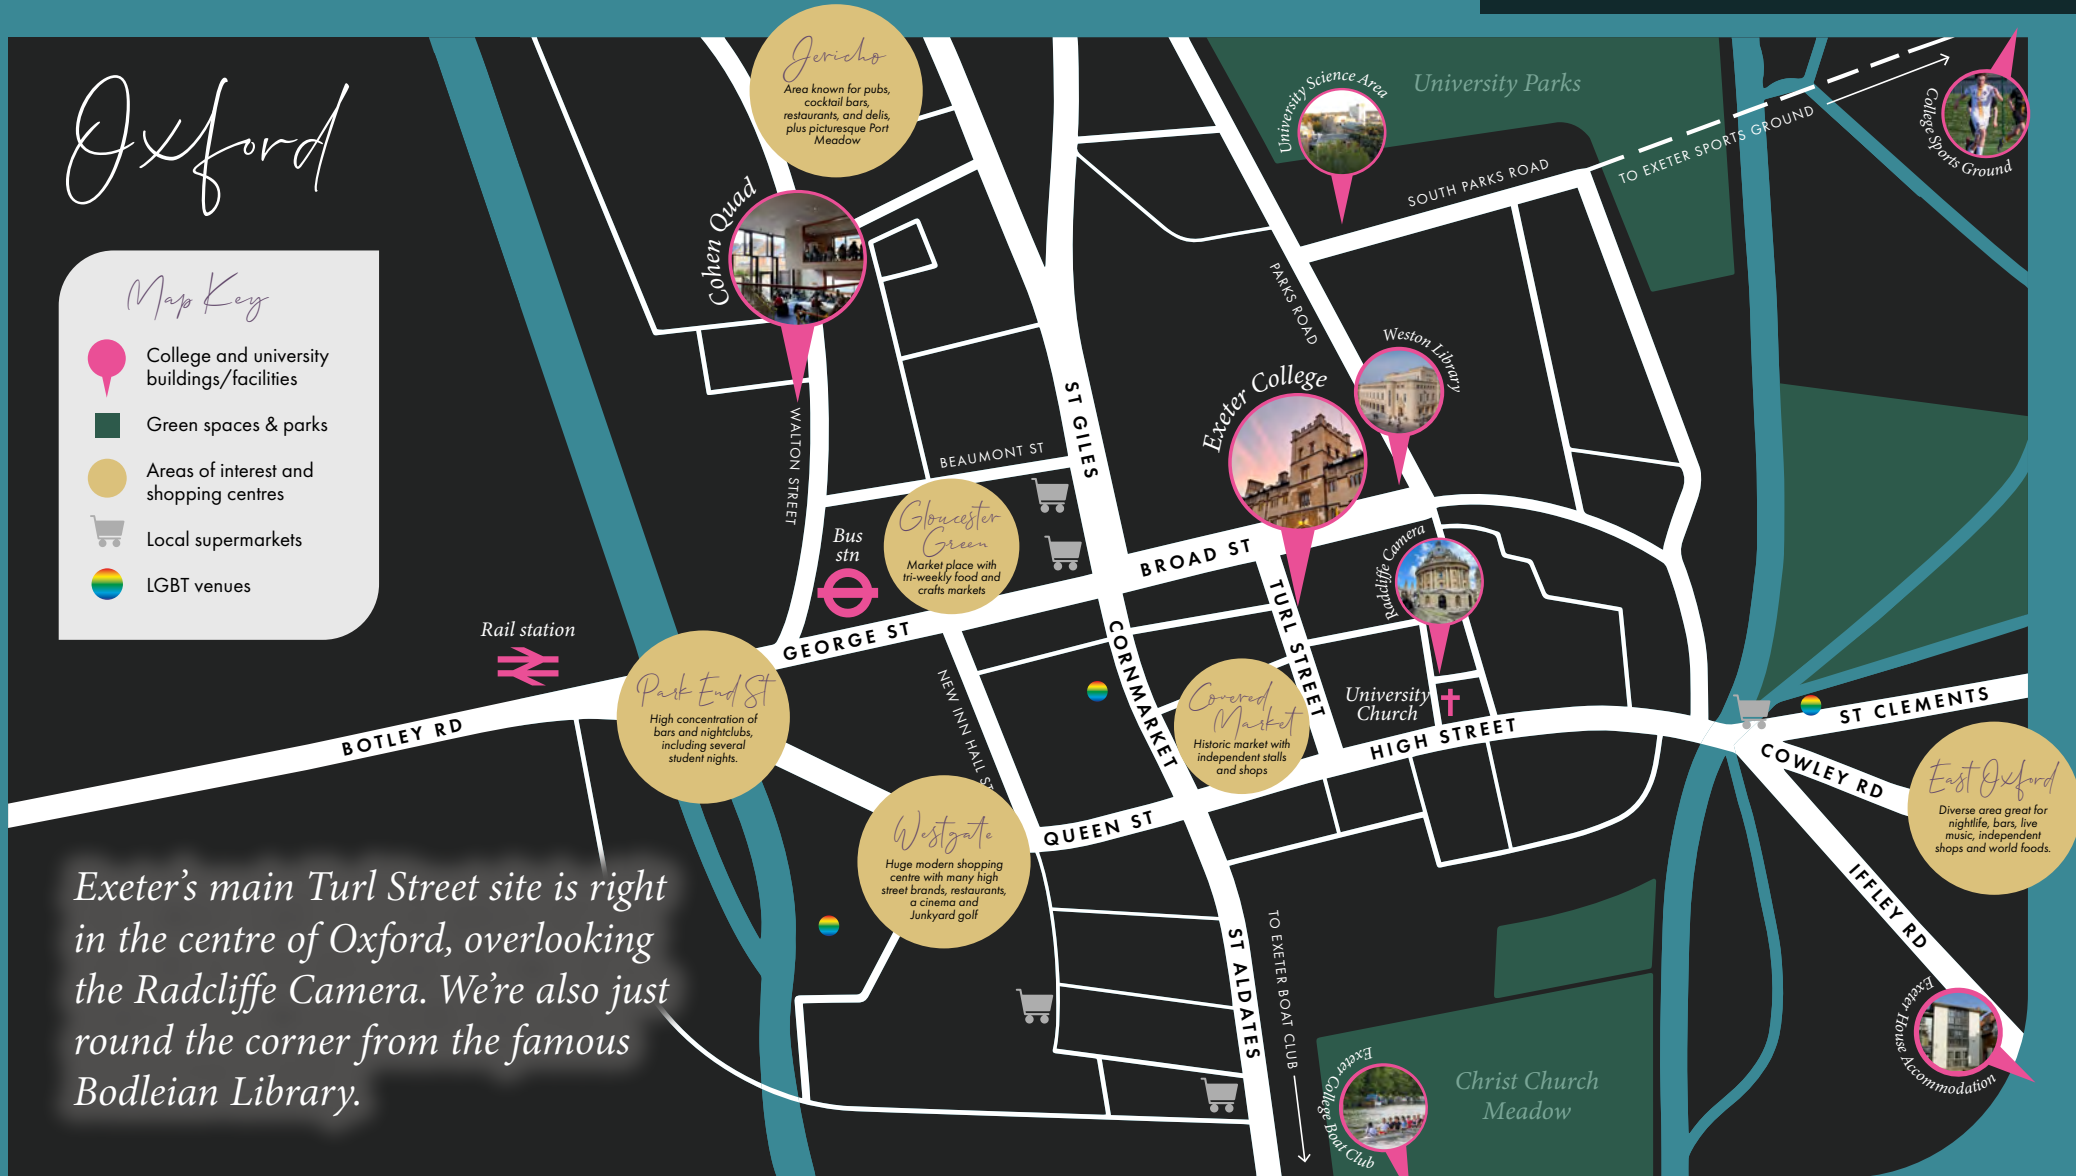 Oxford
Map Key
College and university
buildings/facilities
Green spaces & parks
Areas of interest and
shopping centres
Local supermarkets
LGBT venues
Jericho
Area known for pubs,
cocktail bars,
restaurants, and delis,
plus picturesque Port
Meadow
Cohen Quad
University Science Area
University Parks
SOUTH PARKS ROAD
TO EXETER SPORTS GROUND
College Sports Ground
PARKS ROAD
Weston Library
Exeter College
WALTON STREET
ST GILES
BEAUMONT ST
Gloucester
Green
Market place with
tri-weekly food and
crafts markets
Bus
stn
BROAD ST
Radcliffe Camera
TURL STREET
GEORGE ST
CORNMARKET
Rail station
Park End St
High concentration of
bars and nightclubs,
including several
student nights.
BOTLEY RD
NEW INN HALL ST
Covered
Market
Historic market with
independent stalls
and shops
University
Church
HIGH STREET
ST CLEMENTS
COWLEY RD
East Oxford
Diverse area great for
nightlife, bars, live
music, independent
shops and world foods.
Westgate
Huge modern shopping
centre with many high
street brands, restaurants,
a cinema and
Junkyard golf
QUEEN ST
IFFLEY RD
ST ALDATES
TO EXETER BOAT CLUB
Exeter House Accommodation
Exeter College Boat Club
Christ Church
Meadow
Exeter's main Turl Street site is right
in the centre of Oxford, overlooking
the Radcliffe Camera. We're also just
round the corner from the famous
Bodleian Library.